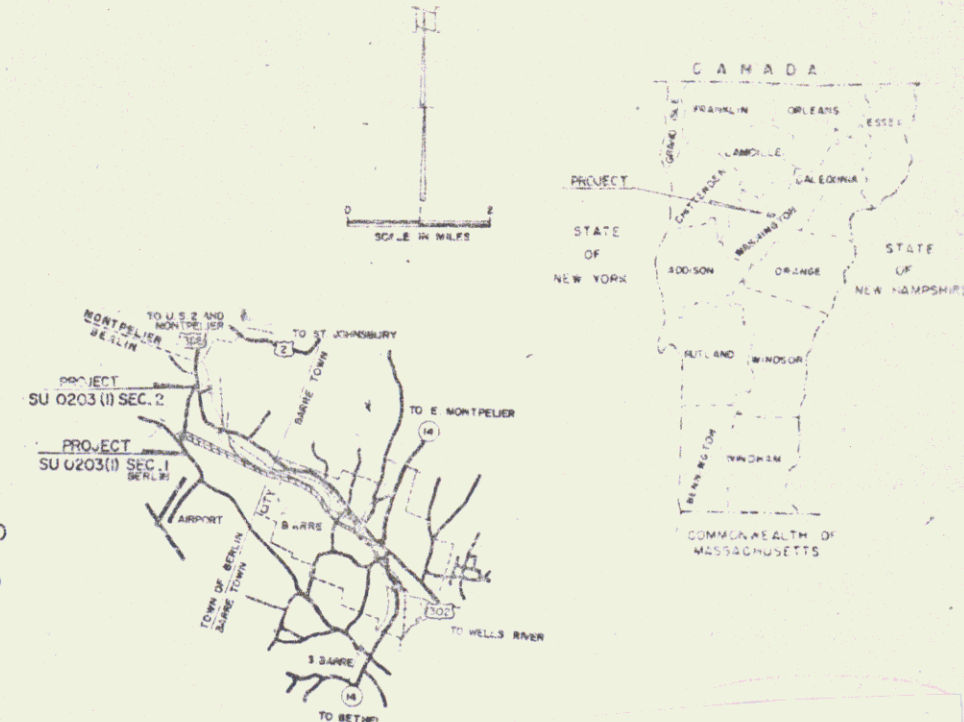 0 2
SCALE IN MILES
CANADA
GRAND ISLE
FRANKLIN
ORLEANS
ESSEX
LAMOILLE
CALEDONIA
PROJECT
CHITTENDEN
WASHINGTON
STATE
OF
NEW YORK
ADDISON
ORANGE
STATE
OF
NEW HAMPSHIRE
RUTLAND
WINDSOR
BENNINGTON
WINDHAM
COMMONWEALTH OF
MASSACHUSETTS
MONTPELIER
BERLIN
TO U.S. 2 AND
MONTPELIER
2
TO ST JOHNSBURY
BARRE TOWN
PROJECT
SU 0203 (1) SEC. 2
TO E. MONTPELIER
14
PROJECT
SU 0203(1) SEC. 1
BERLIN
AIRPORT
CITY
BARRE
TOWN OF BERLIN
BARRE TOWN
302
TO WELLS RIVER
S BARRE
14
TO BETHEL